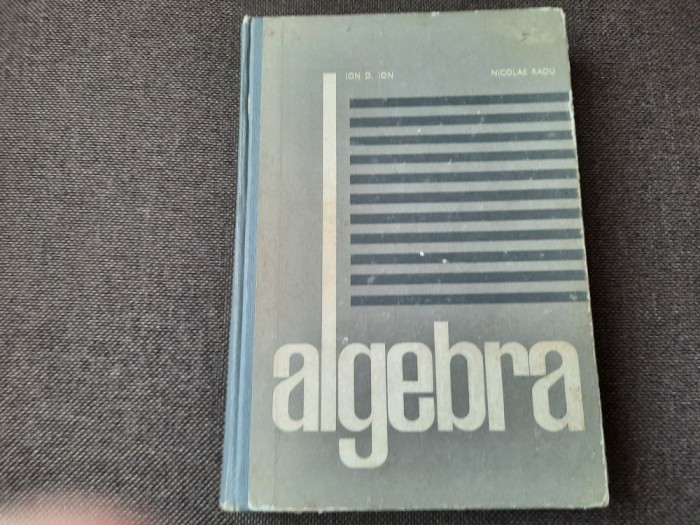 ION D. ION NICOLAE RADU
algebra